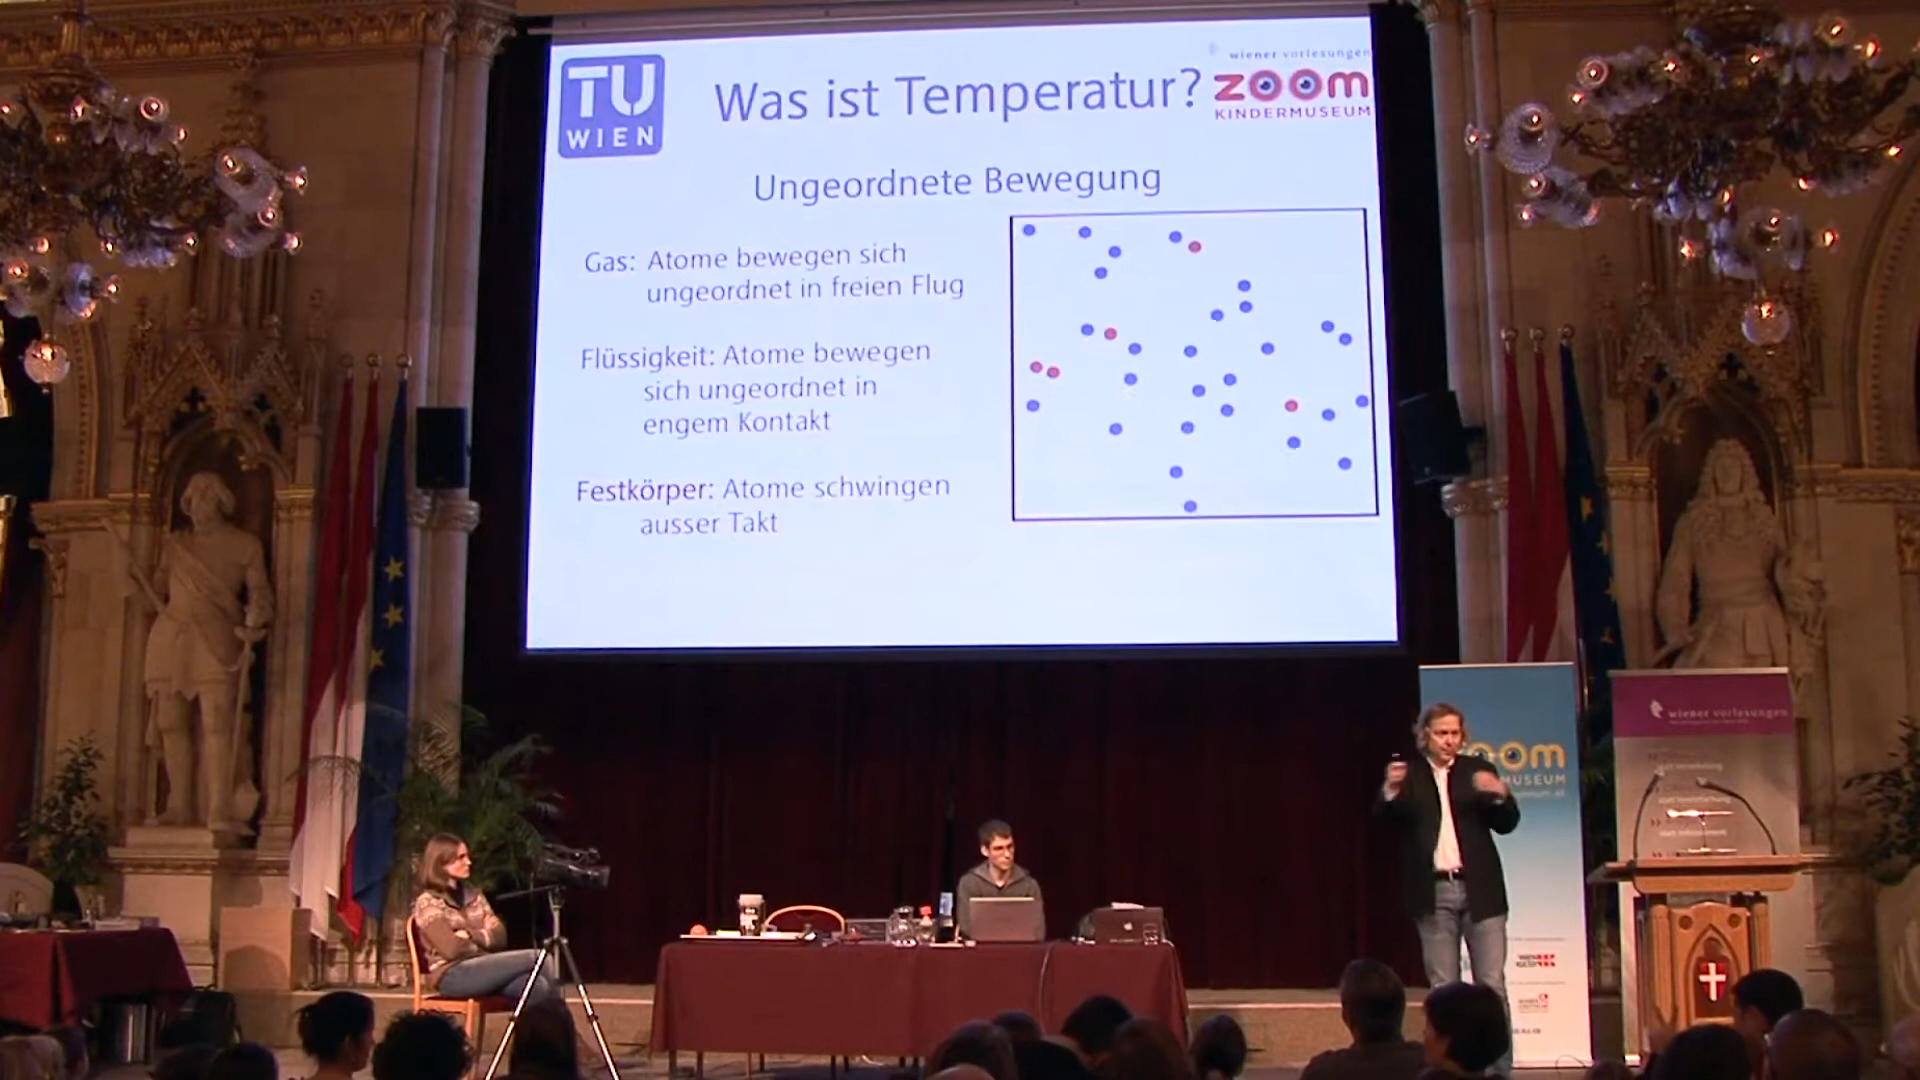 TU
WIEN
Was ist Temperatur?
wiener vorlesungen
zoom
KINDERMUSEUM
Ungeordnete Bewegung
Gas: Atome bewegen sich
ungeordnet in freien Flug
Flüssigkeit: Atome bewegen
sich ungeordnet in
engem Kontakt
Festkörper: Atome schwingen
ausser Takt
wiener vorlesungen